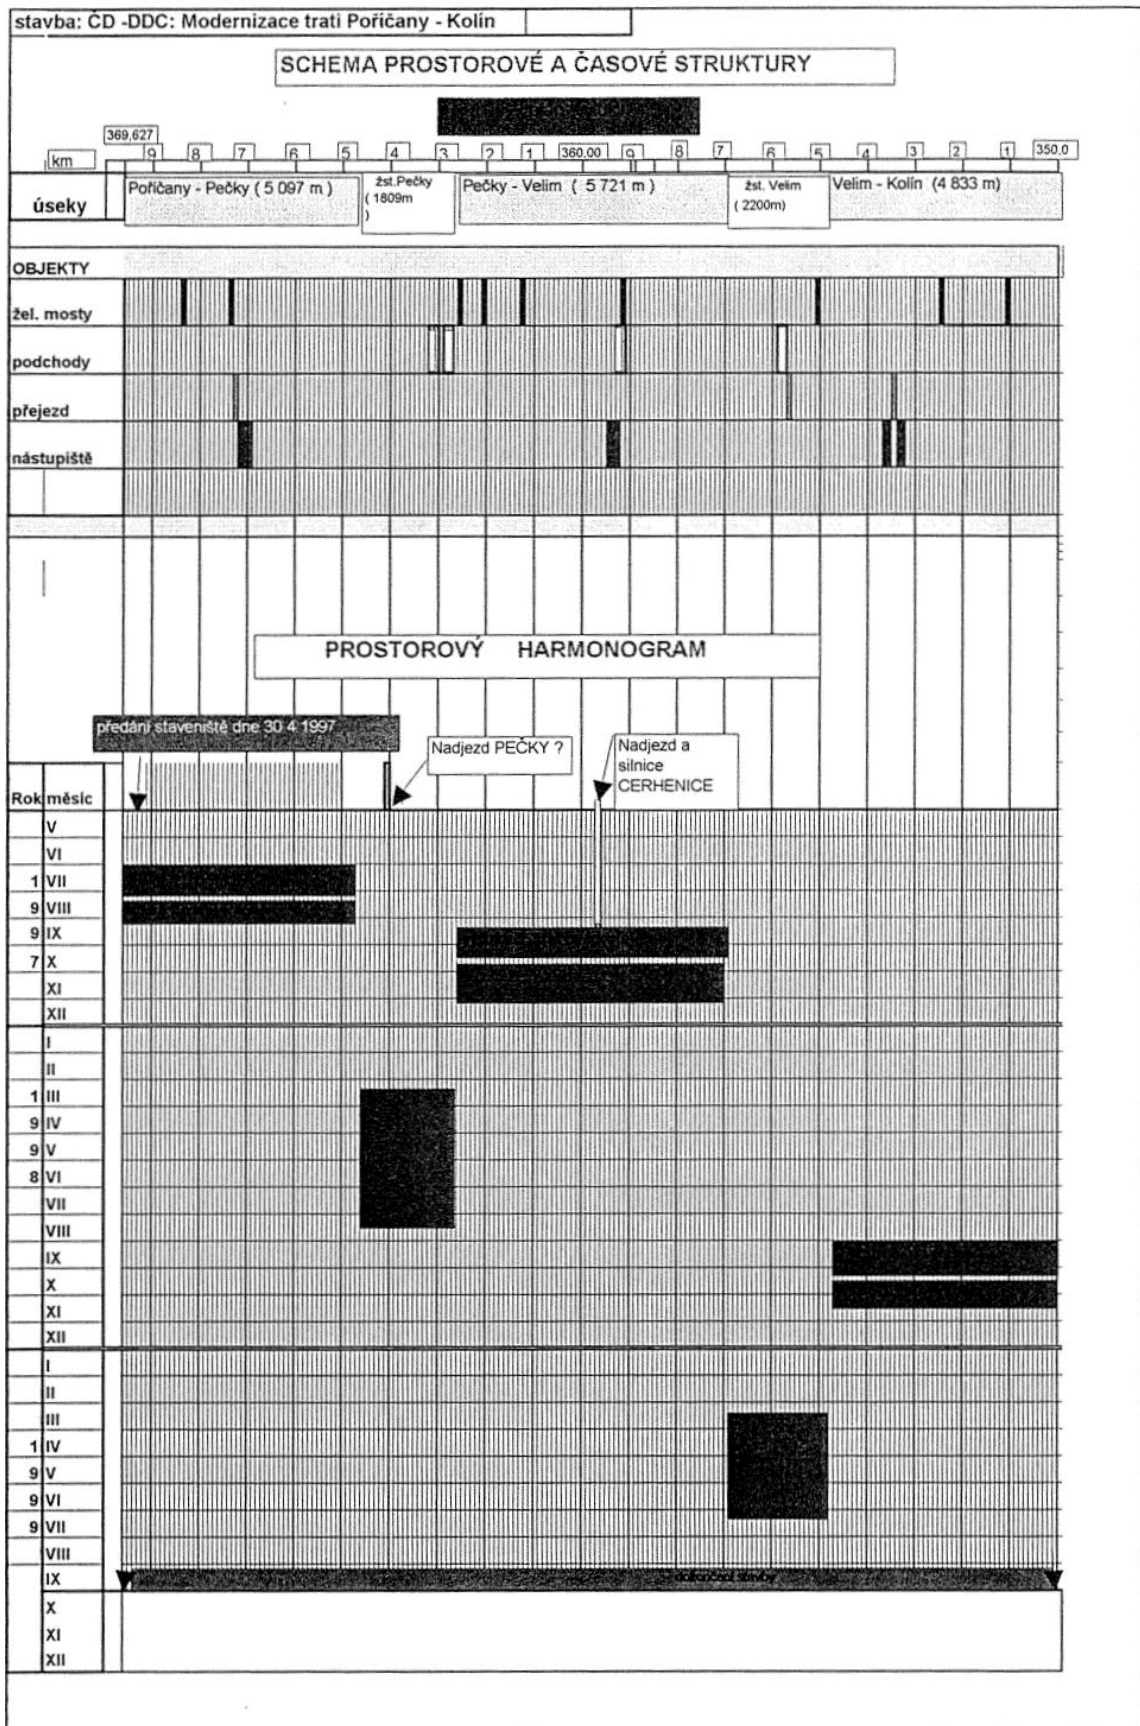 stavba: ČD -DDC: Modernizace trati Poříčany - Kolín
SCHEMA PROSTOROVÉ A ČASOVÉ STRUKTURY
369,627
km 9 8 7 6 5 4 3 2 1 360.00 9 8 7 6 5 4 3 2 1 350,0
úseky
Poříčany - Pečky ( 5 097 m )
žst.Pečky
( 1809m
)
Pečky - Velim ( 5 721 m )
žst. Velim
( 2200m)
Velim - Kolín (4 833 m)
OBJEKTY
žel. mosty
podchody
přejezd
nástupiště
PROSTOROVÝ HARMONOGRAM
předání staveniště dne 30 4 1997
Nadjezd PEČKY ?
Nadjezd a
silnice
CERHENICE
Rok měsíc
V
VI
1 VII
9 VIII
9 IX
7 X
XI
XII
I
II
1 III
9 IV
9 V
8 VI
VII
VIII
IX
X
XI
XII
I
II
III
1 IV
9 V
9 VI
9 VII
VIII
IX
dokončení stavby
X
XI
XII